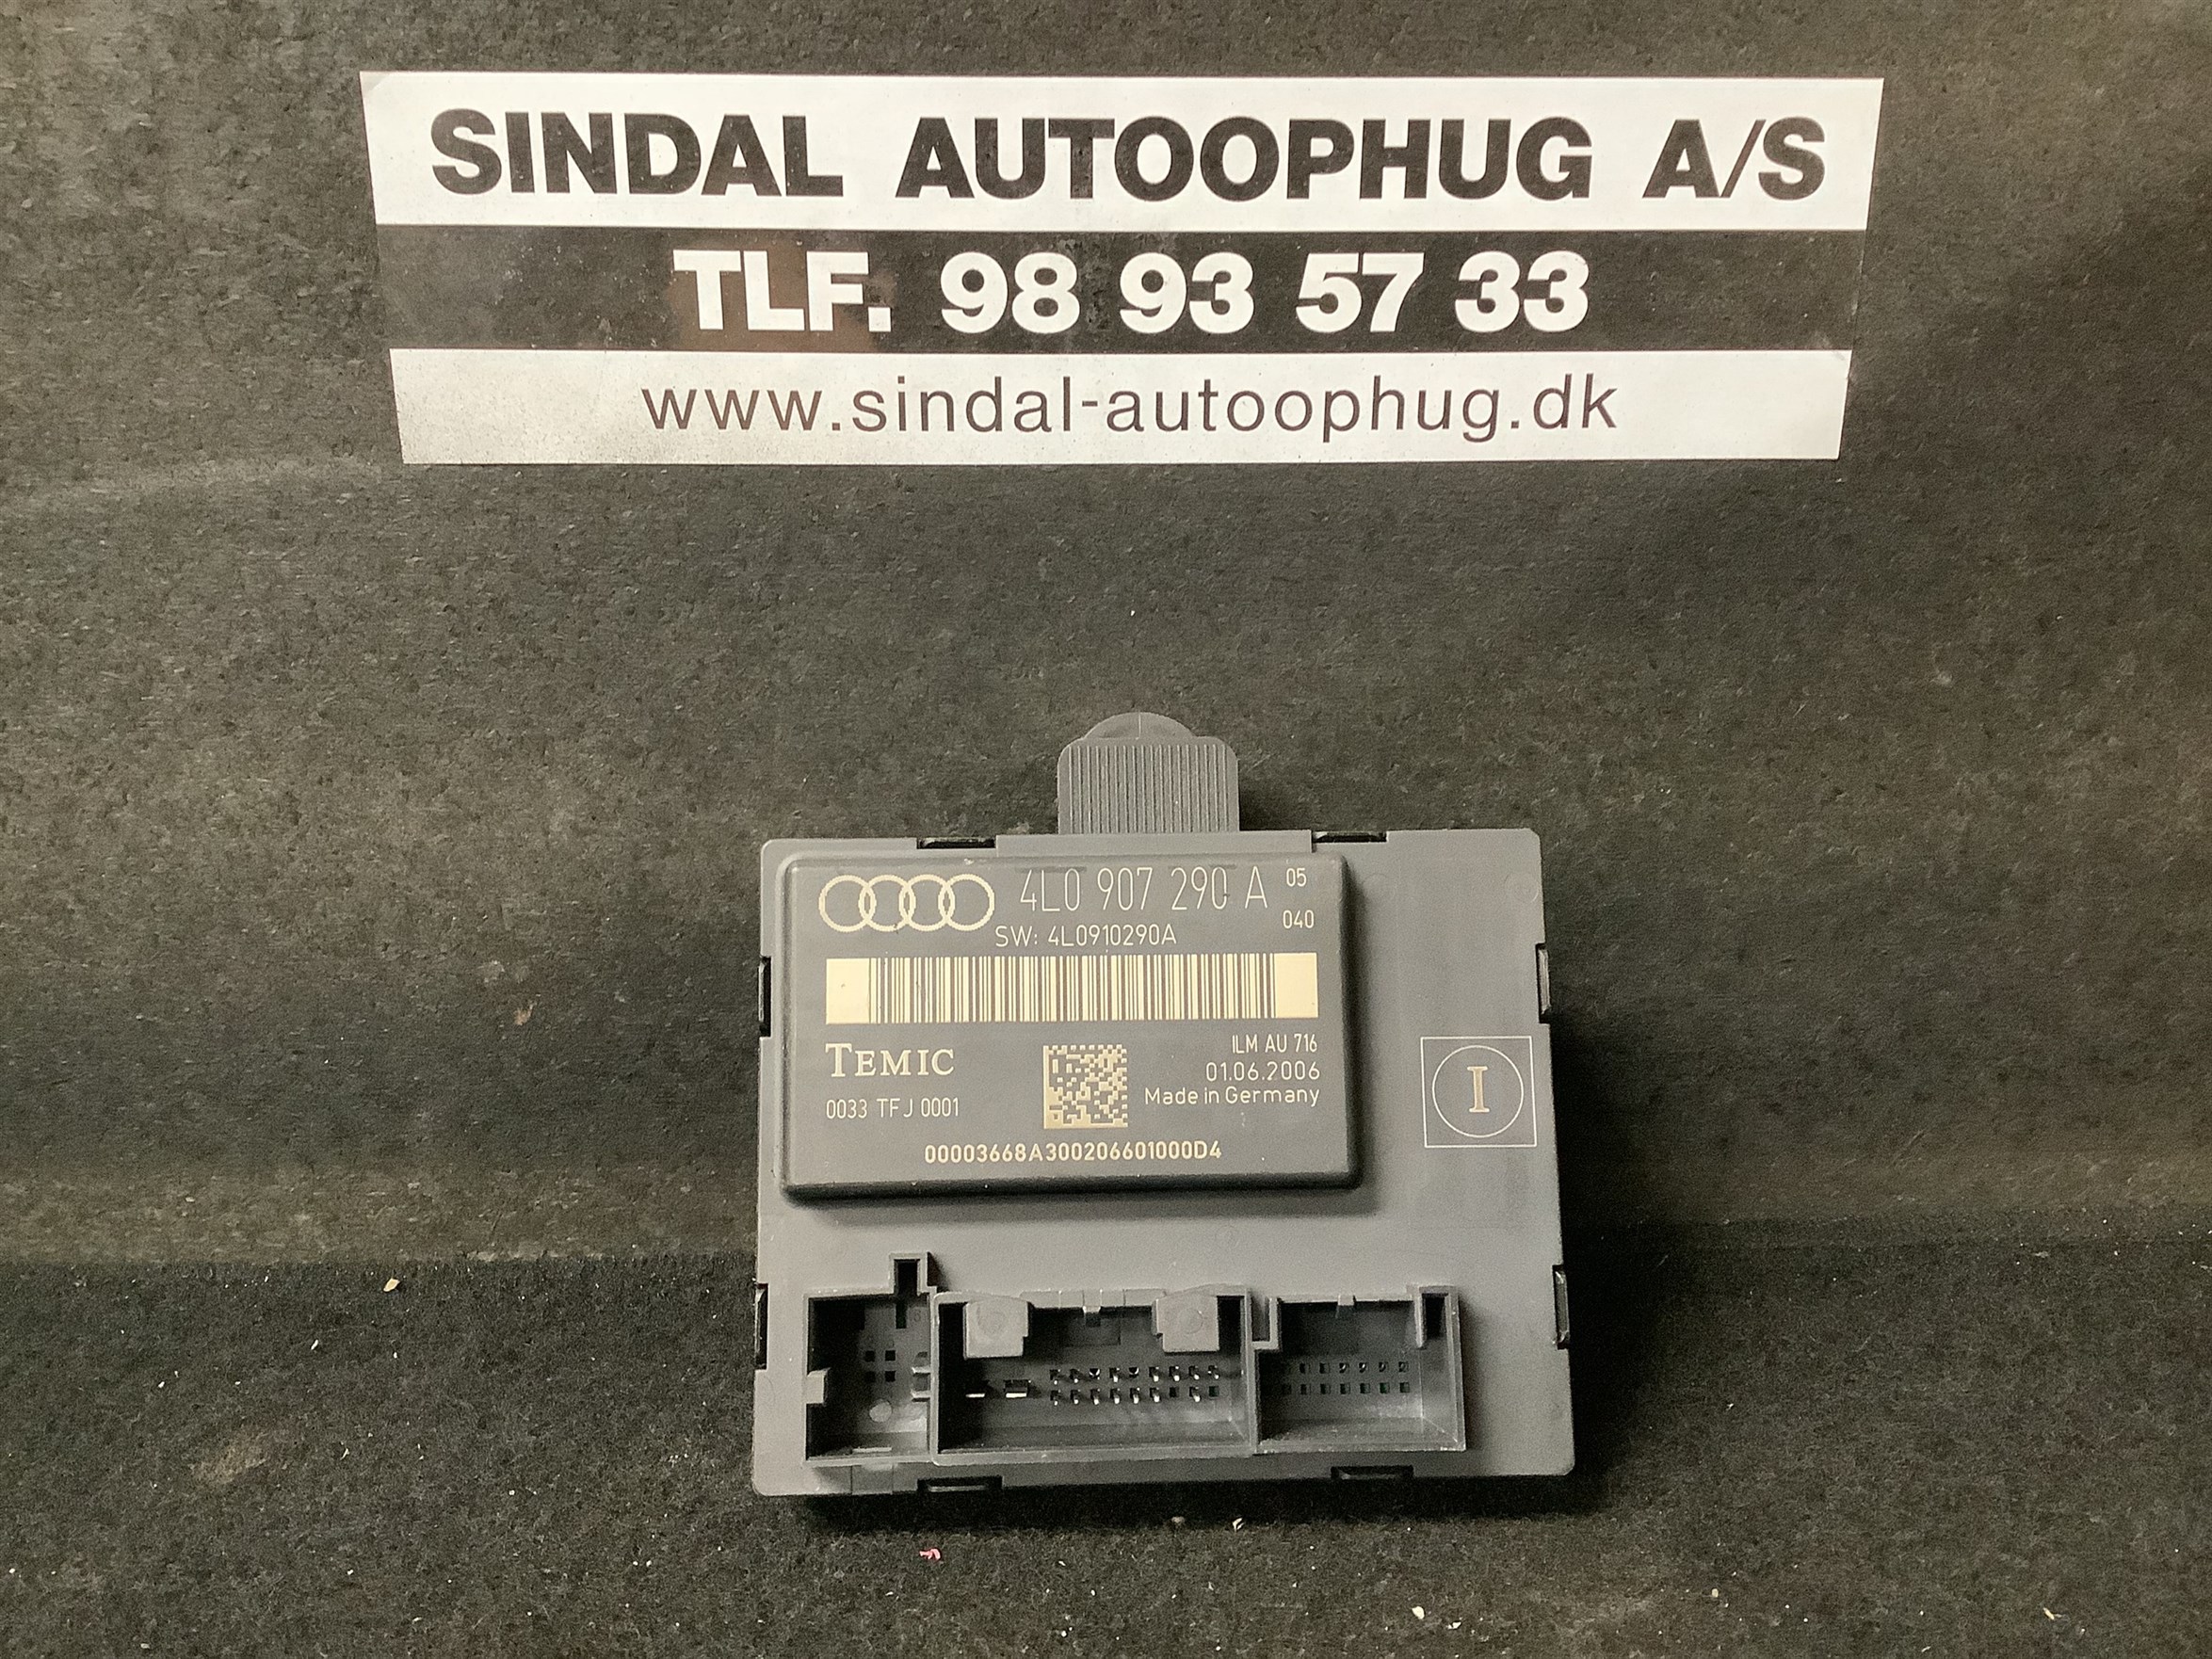 SINDAL AUTOOPHUG A/S
TLF. 98 93 57 33
www.sindal-autoophug.dk
4L0 907 290 A 05
040
SW: 4L0910290A
TEMIC
0033 TFJ 0001
ILM AU 716
01.06.2006
Made in Germany
00003668A300206601000D4
I